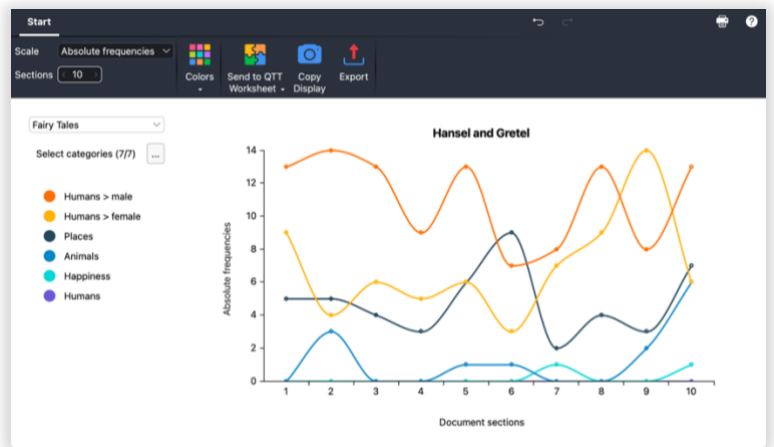 Start
Scale Absolute frequencies
Sections 10
Colors
Send to QTT
Worksheet
Copy
Display
Export
Fairy Tales
Select categories (7/7) ...
Humans > male
Humans > female
Places
Animals
Happiness
Humans
Hansel and Gretel
Absolute frequencies
14
12
10
8
6
4
2
0
1 2 3 4 5 6 7 8 9 10
Document sections